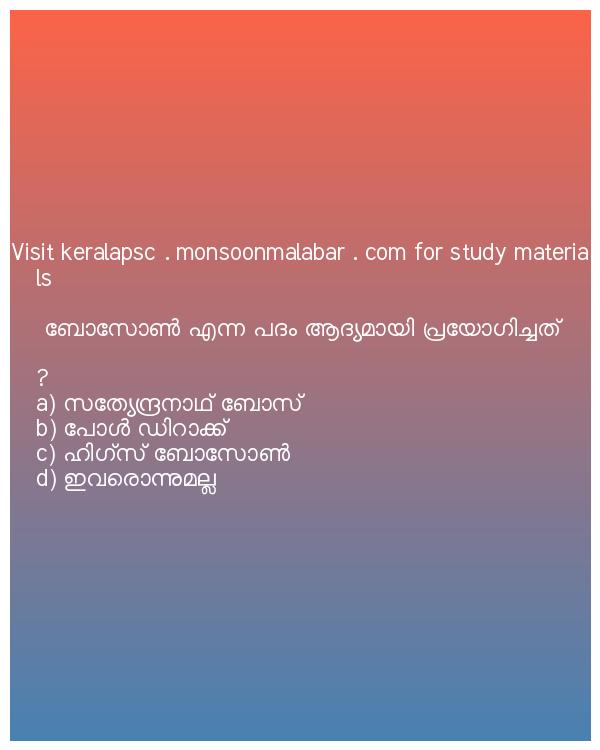 Visit keralapsc . monsoonmalabar . com for study materia
ls
ബോസോൺ എന്ന പദം ആദ്യമായി പ്രയോഗിച്ചത്
?
a) സത്യേന്ദ്രനാഥ് ബോസ്
b) പോൾ ഡിറാക്ക്
c) ഹിഗ്സ് ബോസോൺ
d) ഇവരൊന്നുമല്ല